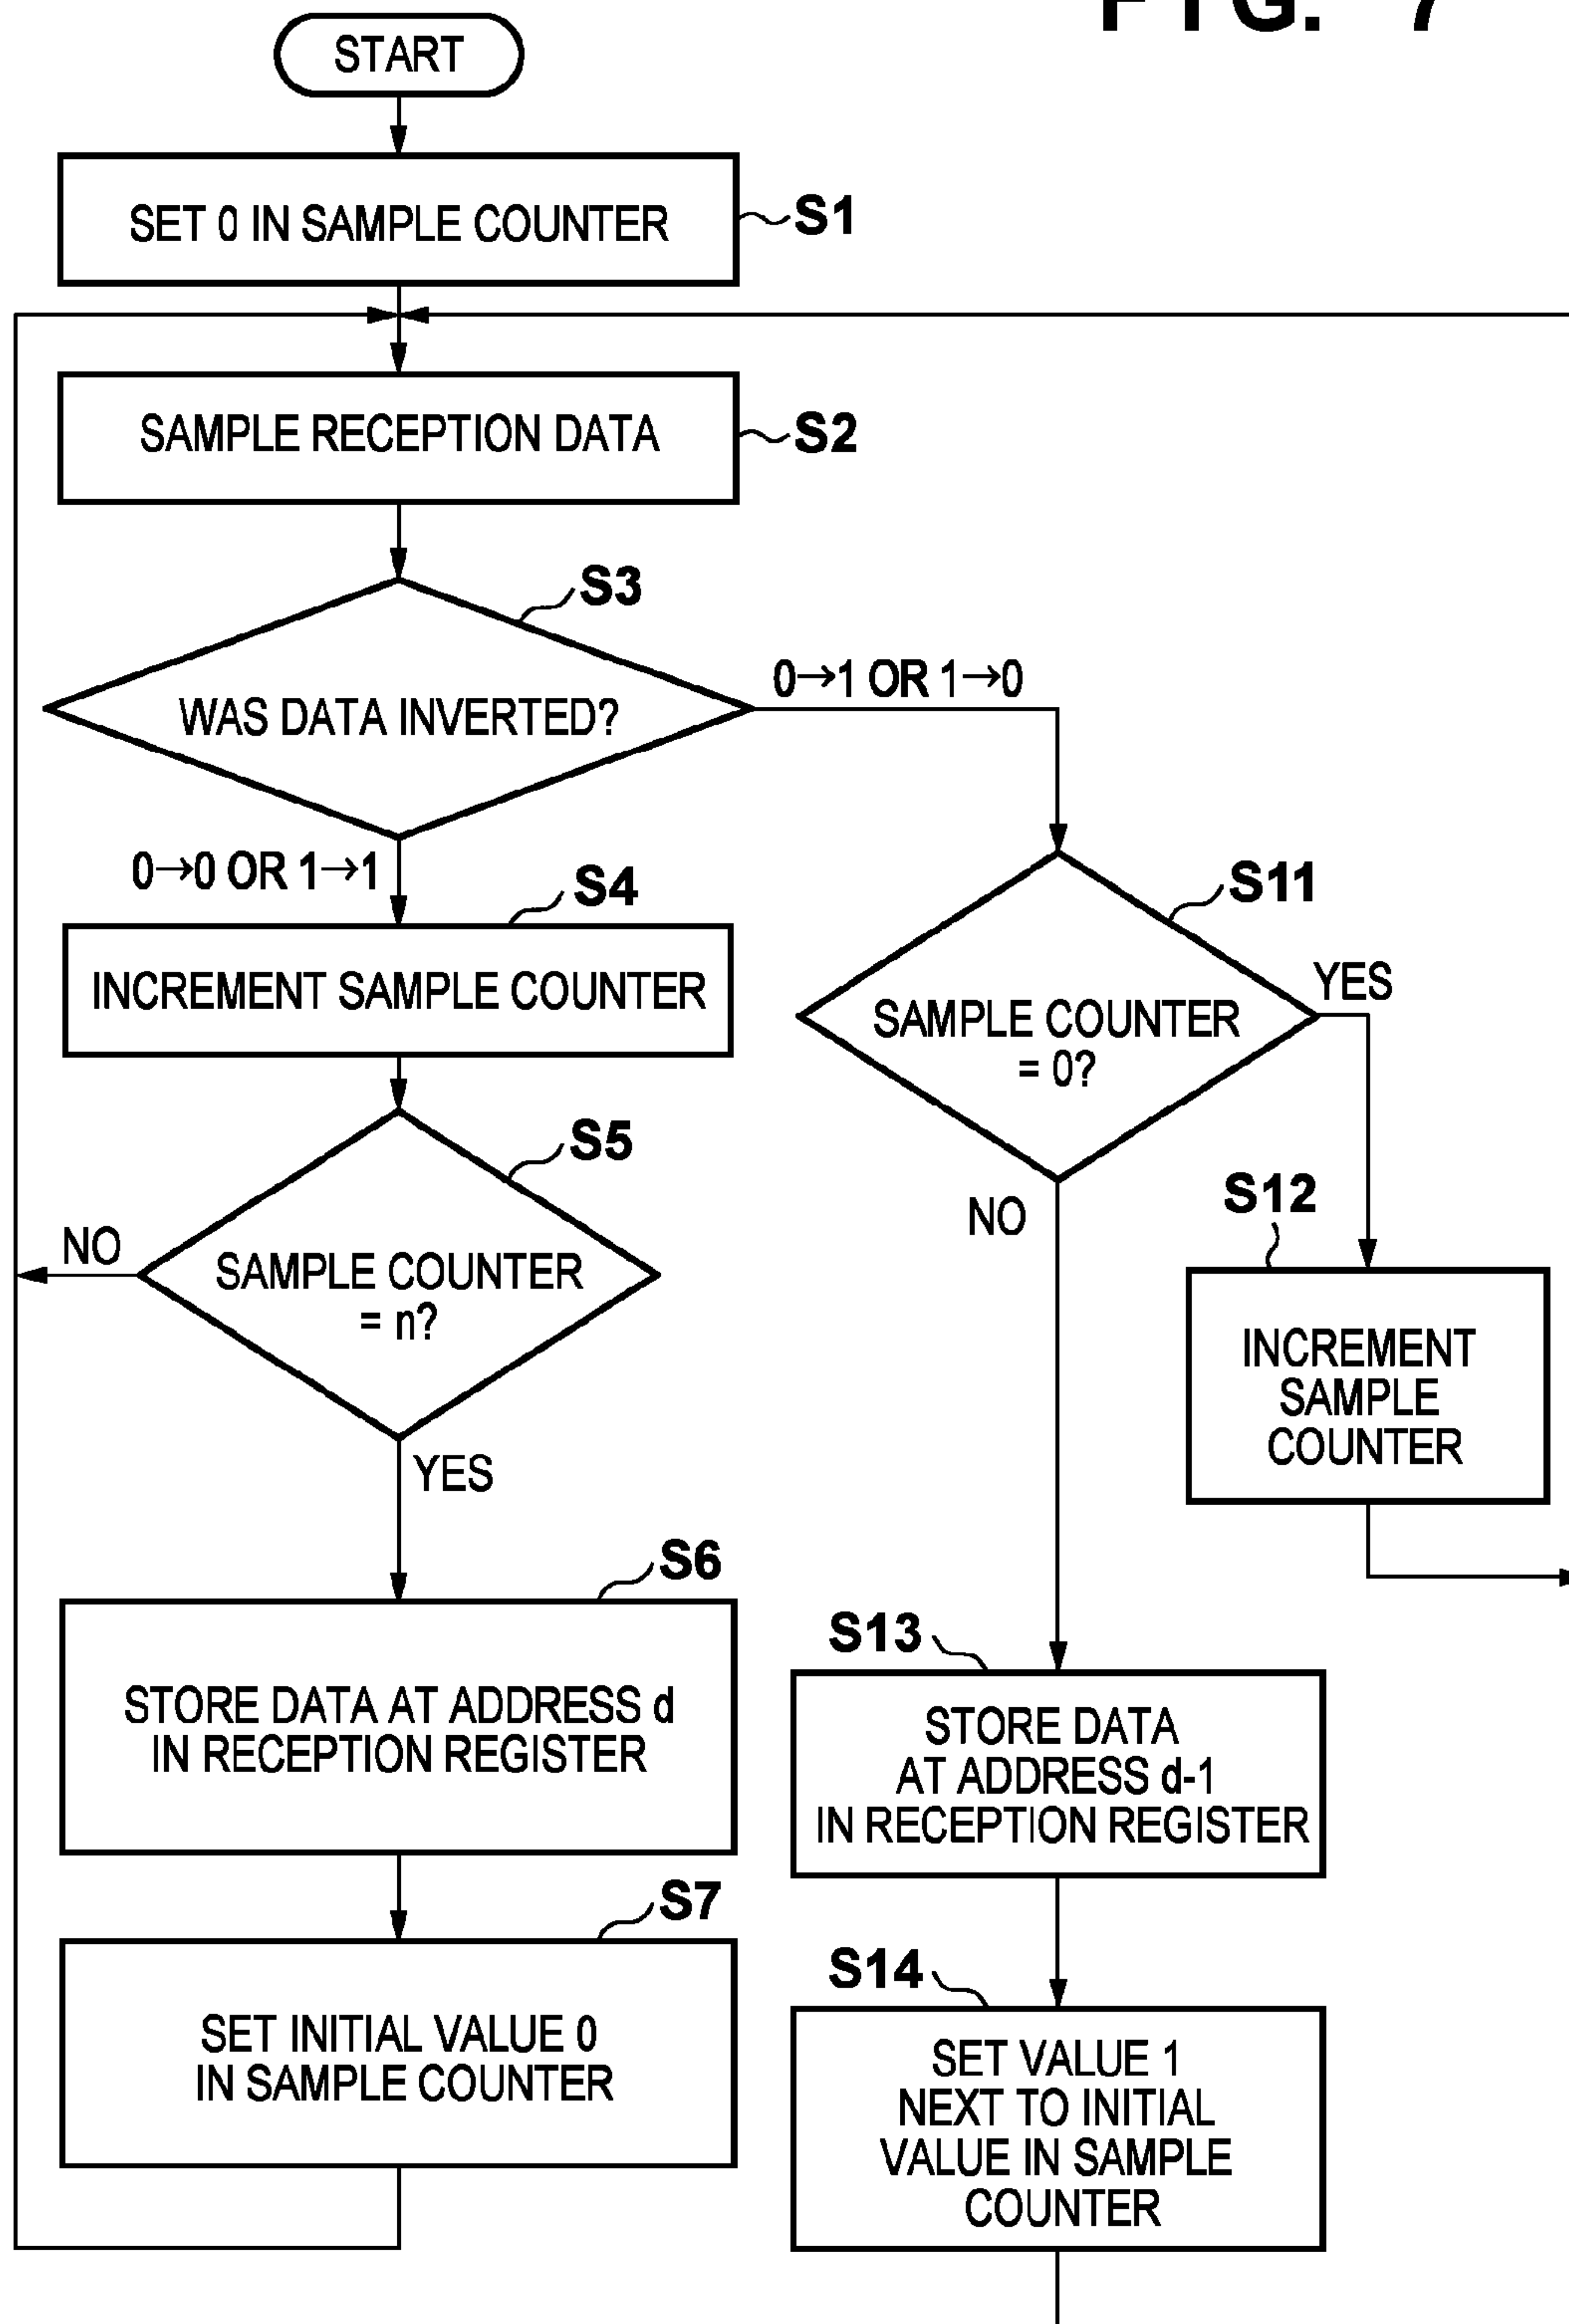 FIG. 7
START
SET 0 IN SAMPLE COUNTER
S1
SAMPLE RECEPTION DATA
S2
S3
WAS DATA INVERTED?
0→1 OR 1→0
0→0 OR 1→1
S4
INCREMENT SAMPLE COUNTER
S5
SAMPLE COUNTER
= n?
NO
YES
S6
STORE DATA AT ADDRESS d
IN RECEPTION REGISTER
S7
SET INITIAL VALUE 0
IN SAMPLE COUNTER
S11
SAMPLE COUNTER
= 0?
YES
NO
S12
INCREMENT
SAMPLE
COUNTER
S13
STORE DATA
AT ADDRESS d-1
IN RECEPTION REGISTER
S14
SET VALUE 1
NEXT TO INITIAL
VALUE IN SAMPLE
COUNTER